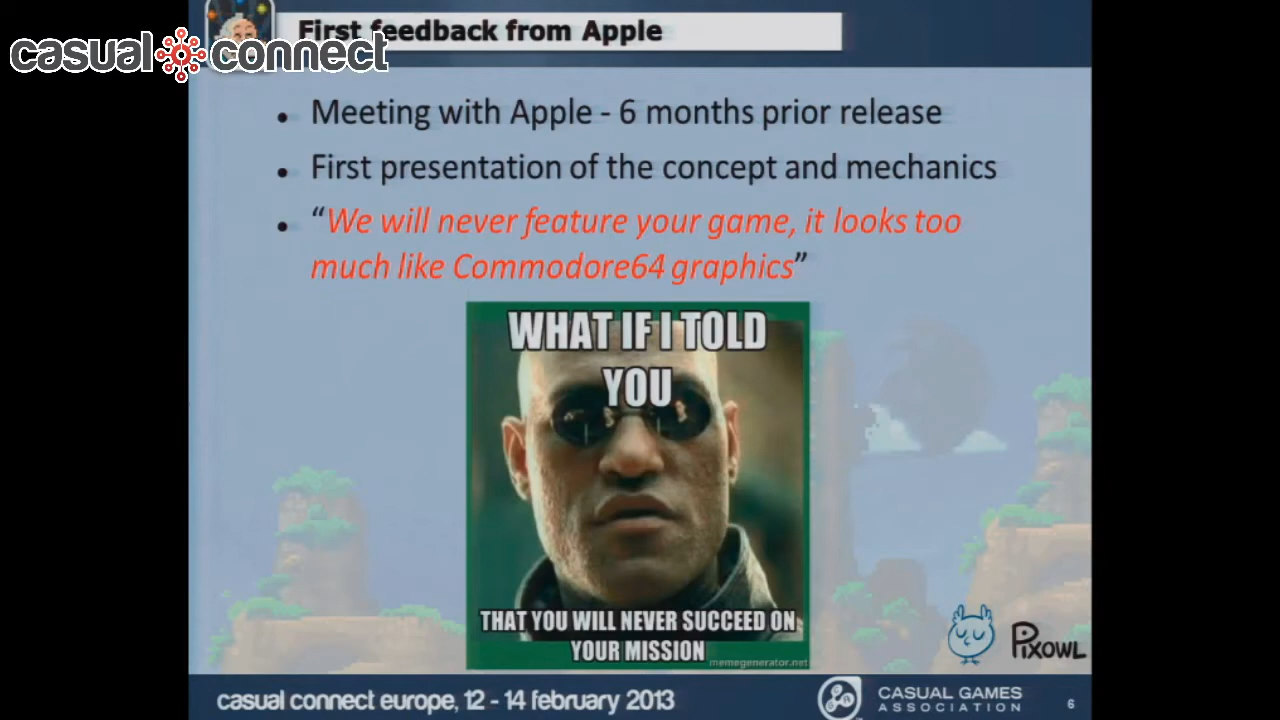 First feedback from Apple
casual connect
• Meeting with Apple - 6 months prior release
• First presentation of the concept and mechanics
• “We will never feature your game, it looks too
much like Commodore64 graphics”
WHAT IF I TOLD
YOU
THAT YOU WILL NEVER SUCCEED ON
YOUR MISSION
memegenerator.net
PIXOWL
casual connect europe, 12 - 14 february 2013
CASUAL GAMES
ASSOCIATION
6